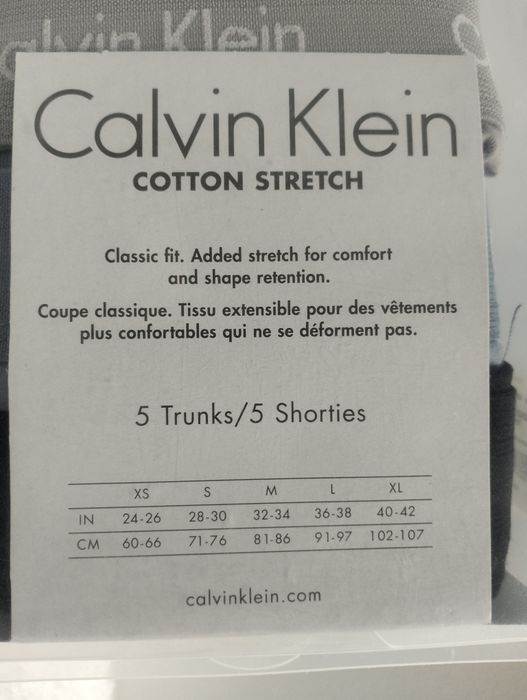 Calvin Klein
Calvin Klein
COTTON STRETCH
Classic fit. Added stretch for comfort
and shape retention.
Coupe classique. Tissu extensible pour des vêtements
plus confortables qui ne se déforment pas.
5 Trunks/5 Shorties
XS S M L XL
IN 24-26 28-30 32-34 36-38 40-42
CM 60-66 71-76 81-86 91-97 102-107
calvinklein.com